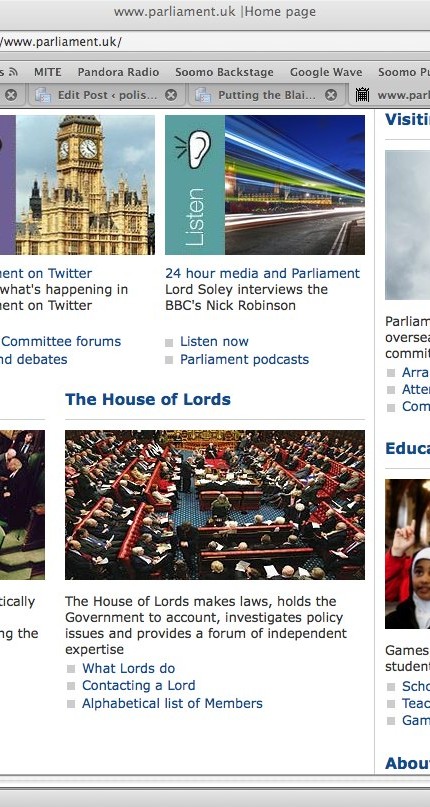 www.parliament.uk |Home page
/www.parliament.uk/
MITE Pandora Radio Soomo Backstage Google Wave Soomo Pu
Edit Post ‹ polis... Putting the Blai... www.parl
Listen
ent on Twitter
what's happening in
ent on Twitter
Committee forums
nd debates
24 hour media and Parliament
Lord Soley interviews the
BBC's Nick Robinson
Listen now
Parliament podcasts
The House of Lords
tically
ng the
The House of Lords makes laws, holds the
Government to account, investigates policy
issues and provides a forum of independent
expertise
What Lords do
Contacting a Lord
Alphabetical list of Members
Visitin
Parliam
oversea
commit
Arra
Atte
Com
Educa
Games
student
Scho
Teac
Gam
Abou